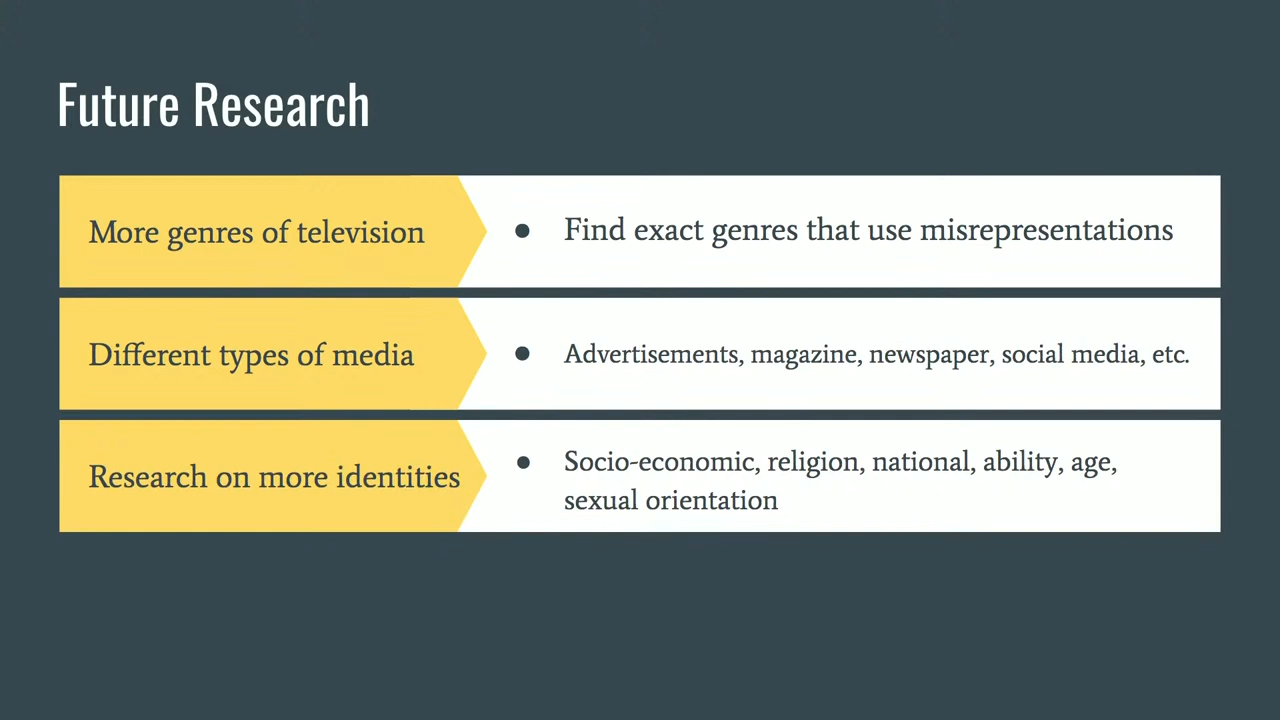 Future Research
More genres of television
● Find exact genres that use misrepresentations
Different types of media
● Advertisements, magazine, newspaper, social media, etc.
Research on more identities
● Socio-economic, religion, national, ability, age,
sexual orientation